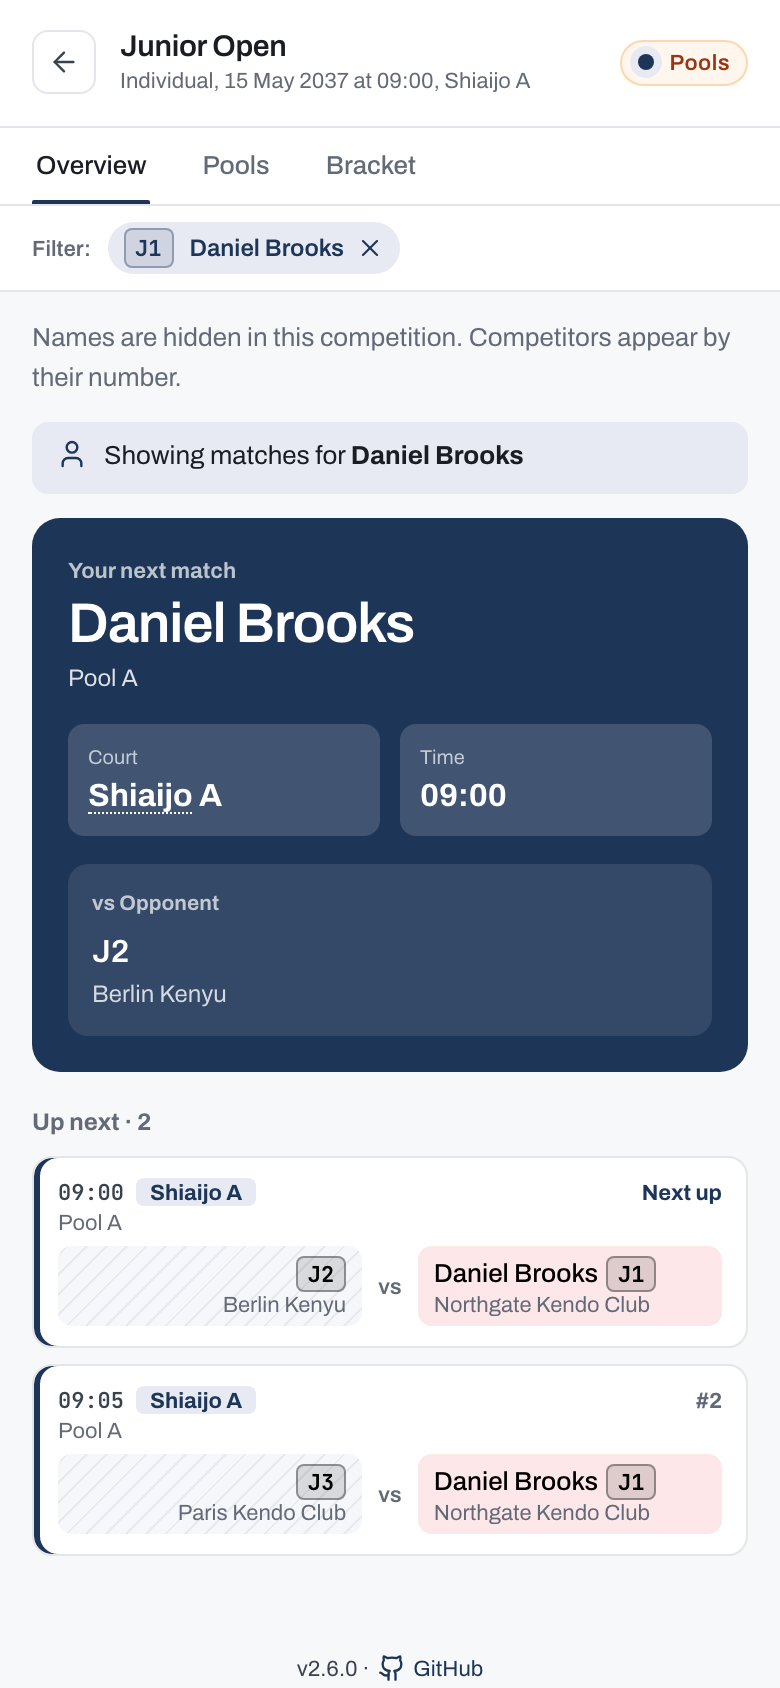 Junior Open
Individual, 15 May 2037 at 09:00, Shiaijo A
Pools
Overview
Pools
Bracket
Filter:
J1
Daniel Brooks
Names are hidden in this competition. Competitors appear by
their number.
Showing matches for Daniel Brooks
Your next match
Daniel Brooks
Pool A
Court
Shiaijo A
Time
09:00
vs Opponent
J2
Berlin Kenyu
Up next · 2
09:00 Shiaijo A
Next up
Pool A
J2
Berlin Kenyu
vs
Daniel Brooks J1
Northgate Kendo Club
09:05 Shiaijo A
#2
Pool A
J3
Paris Kendo Club
vs
Daniel Brooks J1
Northgate Kendo Club
v2.6.0 · GitHub